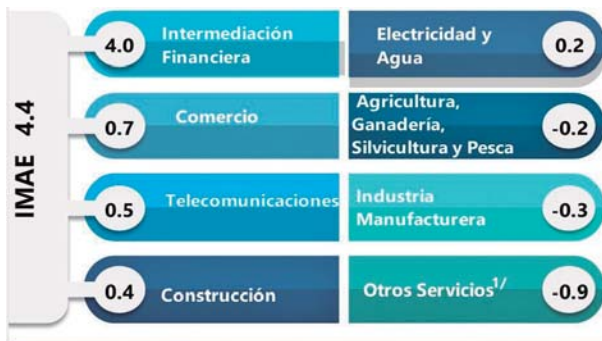 IMAE 4.4
4.0
Intermediación
Financiera
0.7
Comercio
0.5
Telecomunicaciones
0.4
Construcción
Electricidad y
Agua
0.2
Agricultura,
Ganadería,
Silvicultura y Pesca
-0.2
Industria
Manufacturera
-0.3
Otros Servicios1/
-0.9